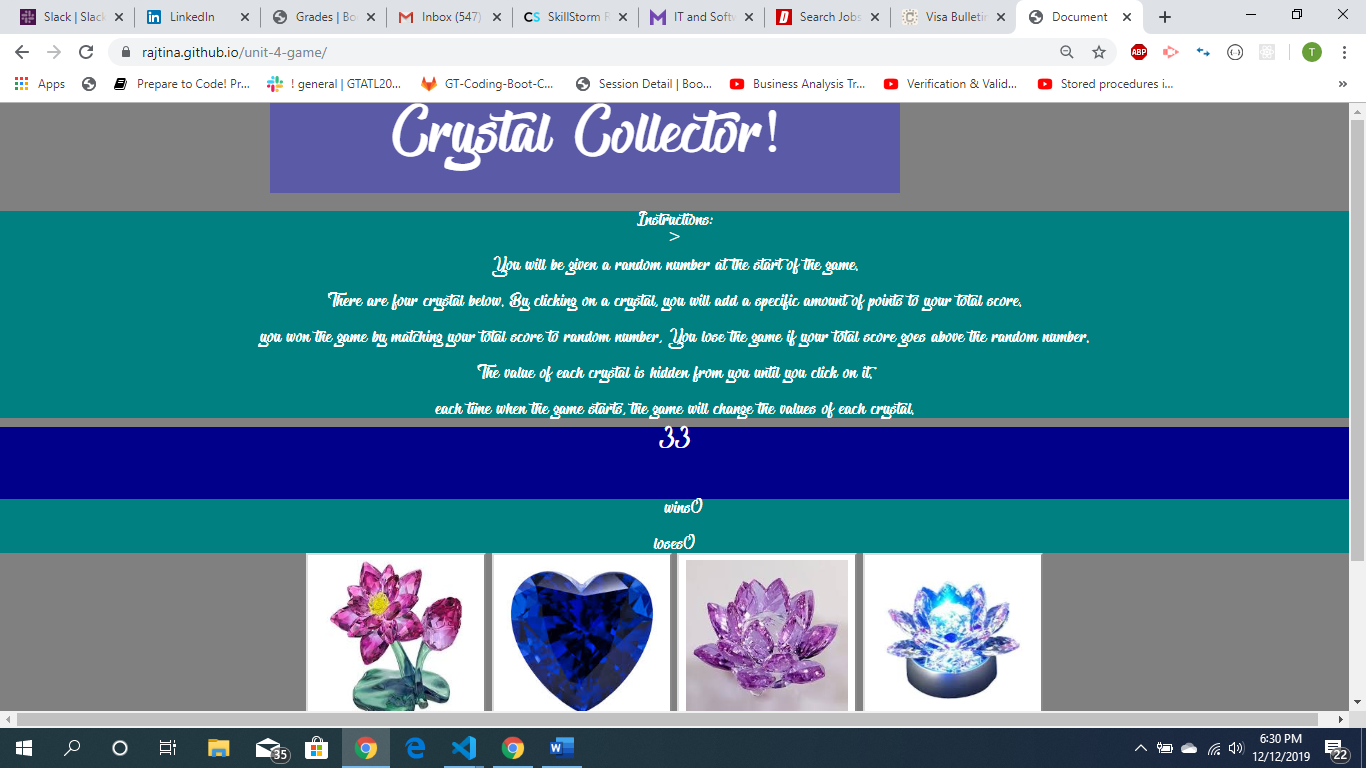 Slack | Slack
LinkedIn
Grades | Bo
Inbox (547)
SkillStorm R
IT and Softw
Search Jobs
Visa Bulletin
Document
rajtina.github.io/unit-4-game/
ABP
T
Apps
Prepare to Code! Pr...
! general | GTATL20...
GT-Coding-Boot-C...
Session Detail | Boo...
Business Analysis Tr...
Verification & Valid...
Stored procedures i...
Crystal Collector!
Instructions:
>
You will be given a random number at the start of the game.
There are four crystal below. By clicking on a crystal, you will add a specific amount of points to your total score.
you won the game by matching your total score to random number, You lose the game if your total score goes above the random number.
The value of each crystal is hidden from you until you click on it.
each time when the game starts, the game will change the values of each crystal.
33
wins0
loses0
35
6:30 PM
12/12/2019
22